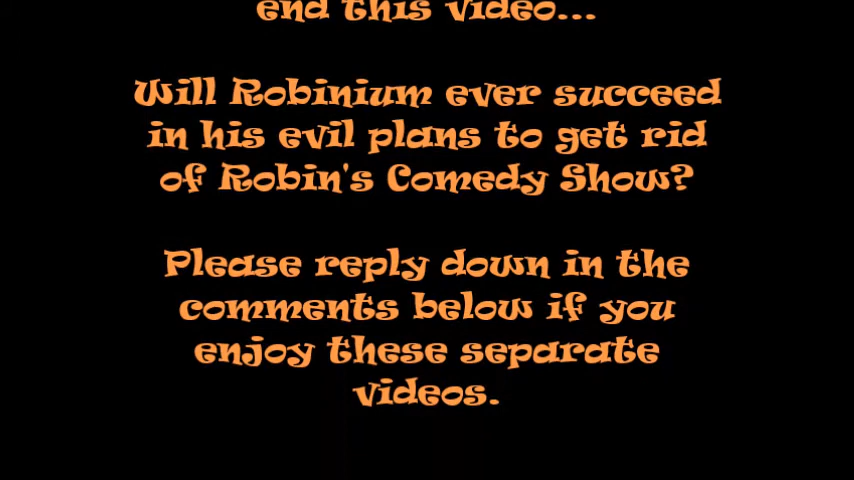 end this video...
Will Robinium ever succeed
in his evil plans to get rid
of Robin's Comedy Show?
Please reply down in the
comments below if you
enjoy these separate
videos.